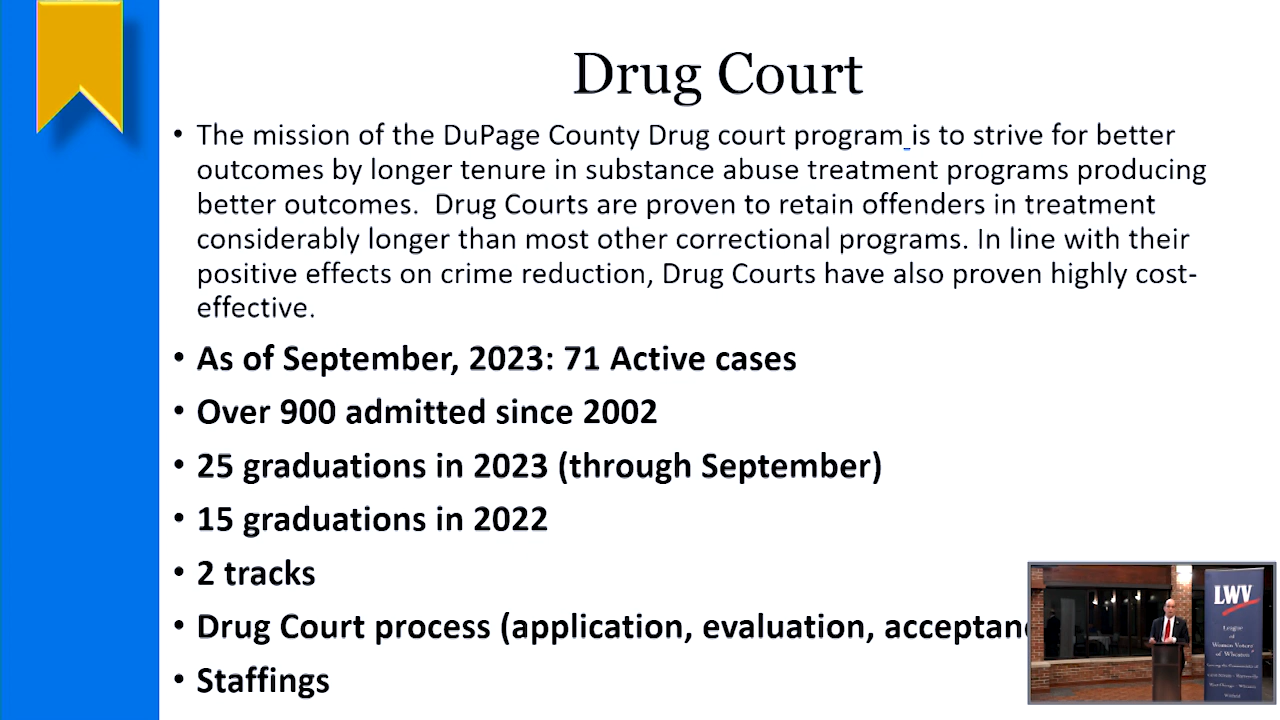 Drug Court
• The mission of the DuPage County Drug court program is to strive for better
outcomes by longer tenure in substance abuse treatment programs producing
better outcomes.  Drug Courts are proven to retain offenders in treatment
considerably longer than most other correctional programs. In line with their
positive effects on crime reduction, Drug Courts have also proven highly cost-
effective.
• As of September, 2023: 71 Active cases
• Over 900 admitted since 2002
• 25 graduations in 2023 (through September)
• 15 graduations in 2022
• 2 tracks
• Drug Court process (application, evaluation, acceptan
• Staffings
LWV
League
of
Women Voters
of Wheaton